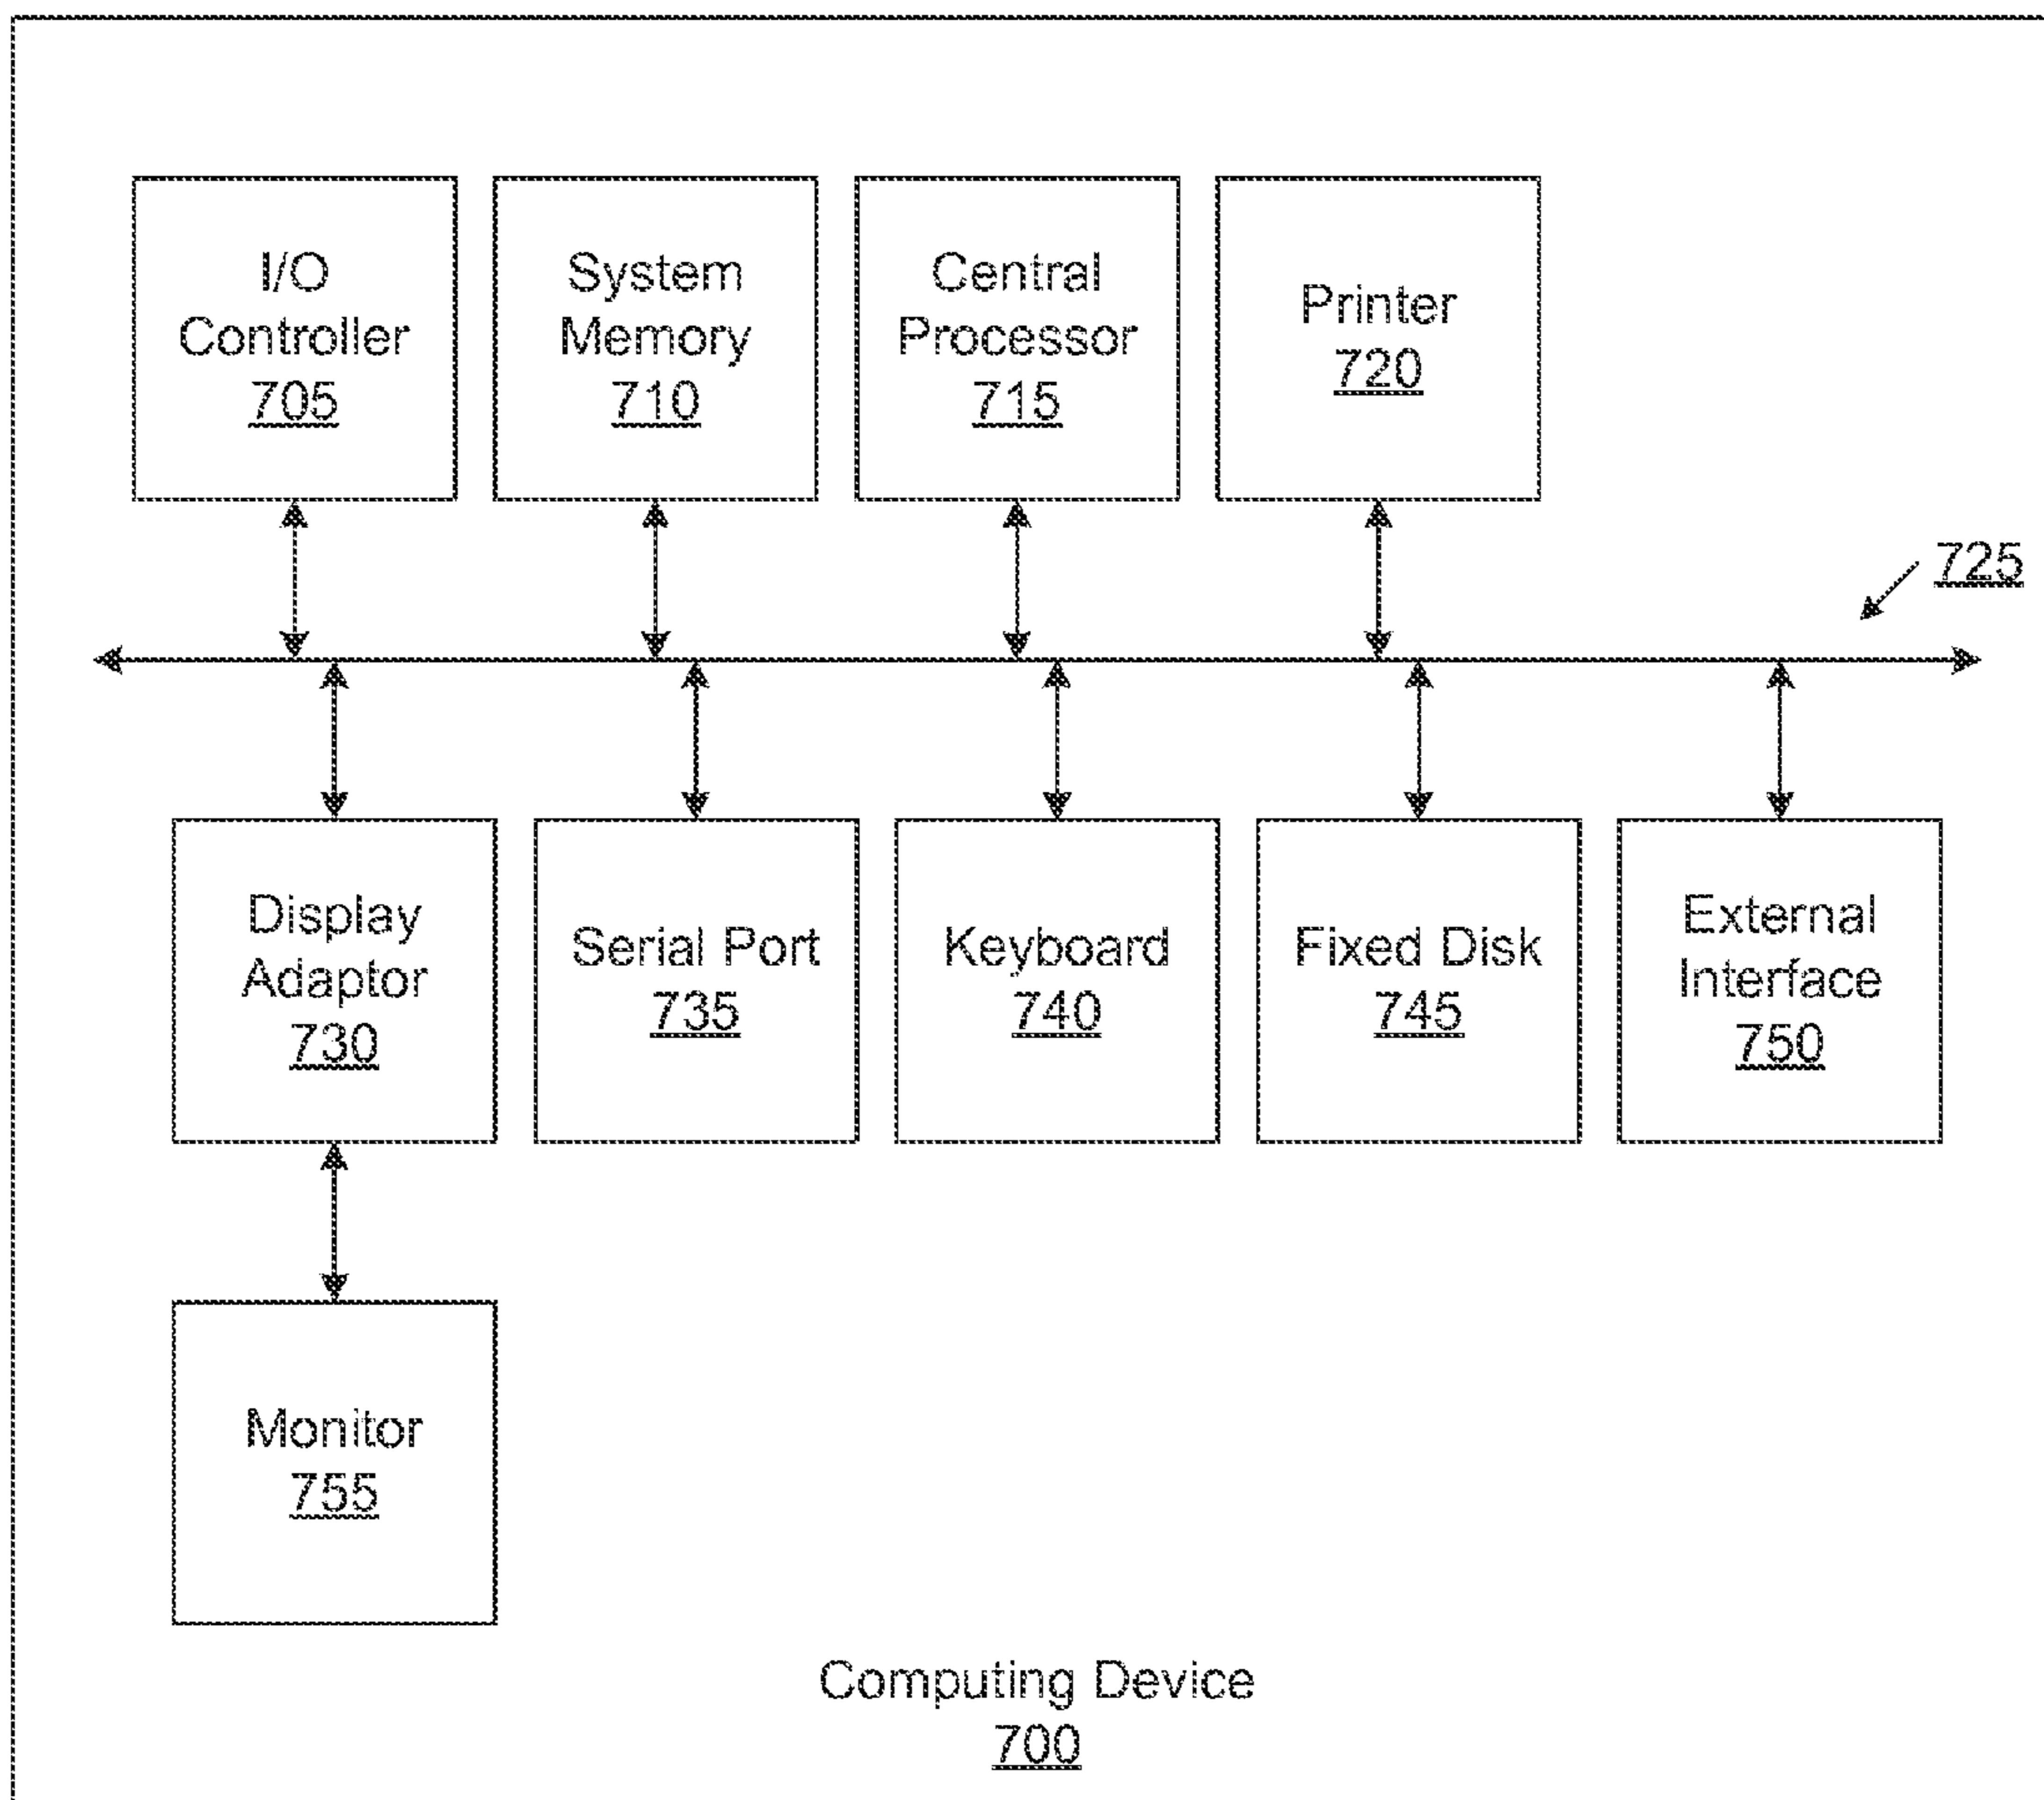 I/O
Controller
705
System
Memory
710
Central
Processor
715
Printer
720
725
Display
Adaptor
730
Serial Port
735
Keyboard
740
Fixed Disk
745
External
Interface
750
Monitor
755
Computing Device
700